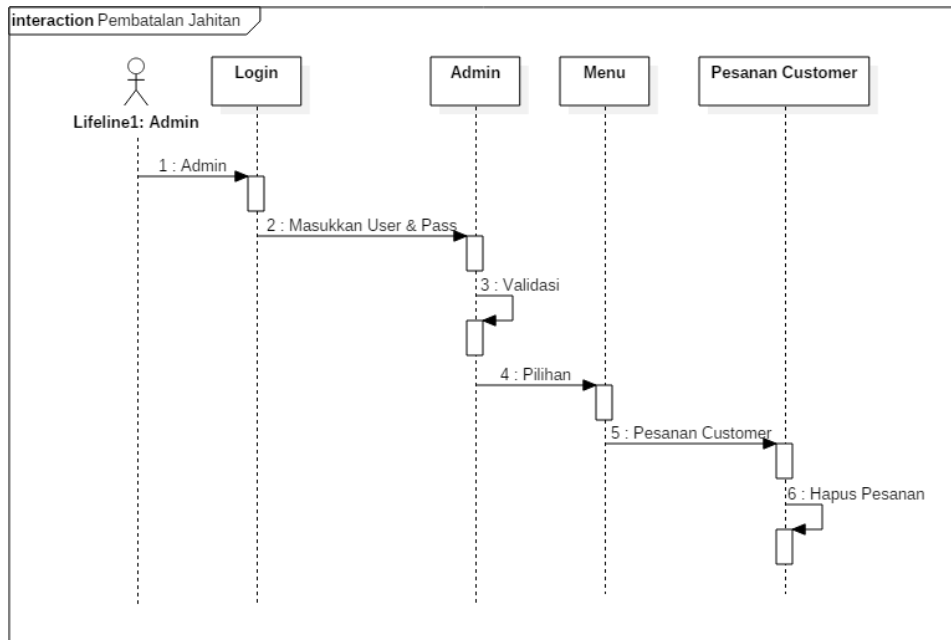 interaction Pembatalan Jahitan
Login
Admin
Menu
Pesanan Customer
Lifeline1: Admin
1 : Admin
2 : Masukkan User & Pass
3 : Validasi
4 : Pilihan
5 : Pesanan Customer
6 : Hapus Pesanan